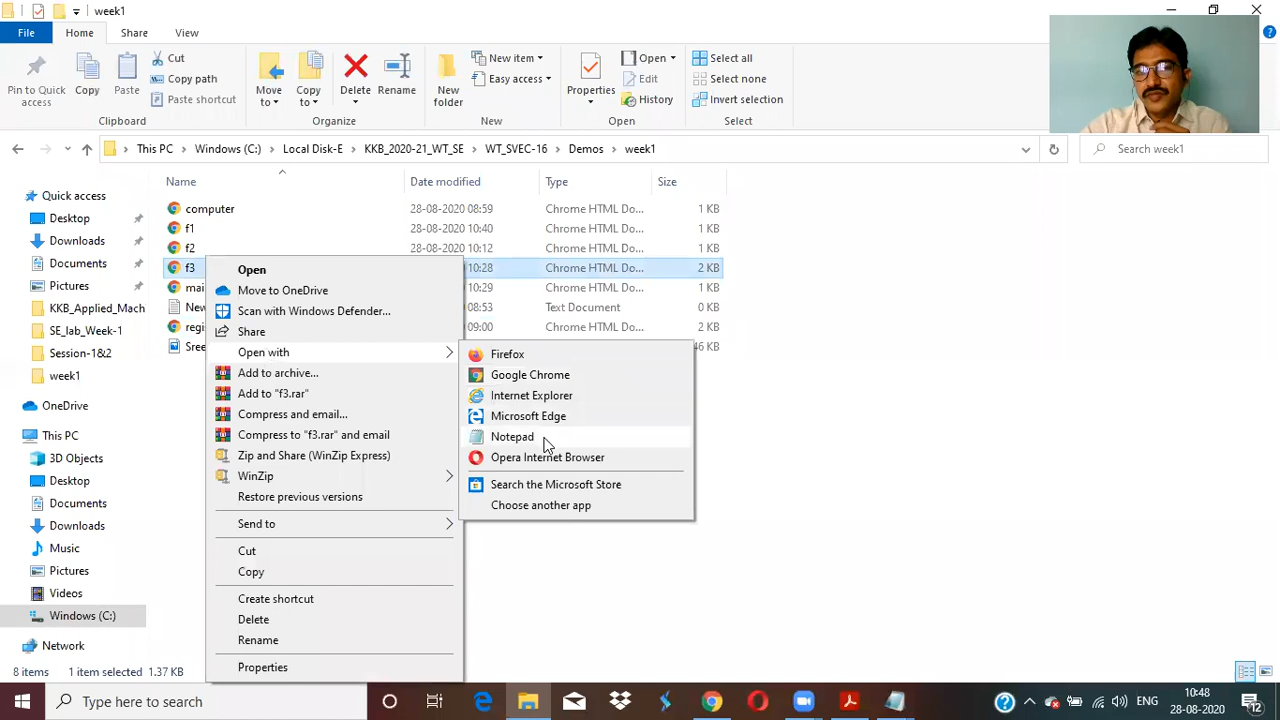 week1
File Home Share View
Pin to Quick access
Copy
Paste
Cut
Copy path
Paste shortcut
Clipboard
Move to
Copy to
Delete
Rename
Organize
New folder
New item
Easy access
New
Properties
Open
Edit
History
Open
Select all
Select none
Invert selection
Select
This PC Windows (C:) Local Disk-E KKB_2020-21_WT_SE WT_SVEC-16 Demos week1
Search week1
Name Date modified Type Size
Quick access
Desktop
Downloads
Documents
Pictures
KKB_Applied_Mach
SE_lab_Week-1
Session-1&2
week1
OneDrive
This PC
3D Objects
Desktop
Documents
Downloads
Music
Pictures
Videos
Windows (C:)
Network
computer 28-08-2020 08:59 Chrome HTML Do... 1 KB
f1 28-08-2020 10:40 Chrome HTML Do... 1 KB
f2 28-08-2020 10:12 Chrome HTML Do... 1 KB
f3 10:28 Chrome HTML Do... 2 KB
mai 10:29 Chrome HTML Do... 1 KB
New 08:53 Text Document 0 KB
regi 09:00 Chrome HTML Do... 2 KB
Sree 46 KB
Open
Move to OneDrive
Scan with Windows Defender...
Share
Open with
Add to archive...
Add to "f3.rar"
Compress and email...
Compress to "f3.rar" and email
Zip and Share (WinZip Express)
WinZip
Restore previous versions
Send to
Cut
Copy
Create shortcut
Delete
Rename
Properties
Firefox
Google Chrome
Internet Explorer
Microsoft Edge
Notepad
Opera Internet Browser
Search the Microsoft Store
Choose another app
8 items 1 item selected 1.37 KB
Type here to search
ENG
10:48
28-08-2020
12